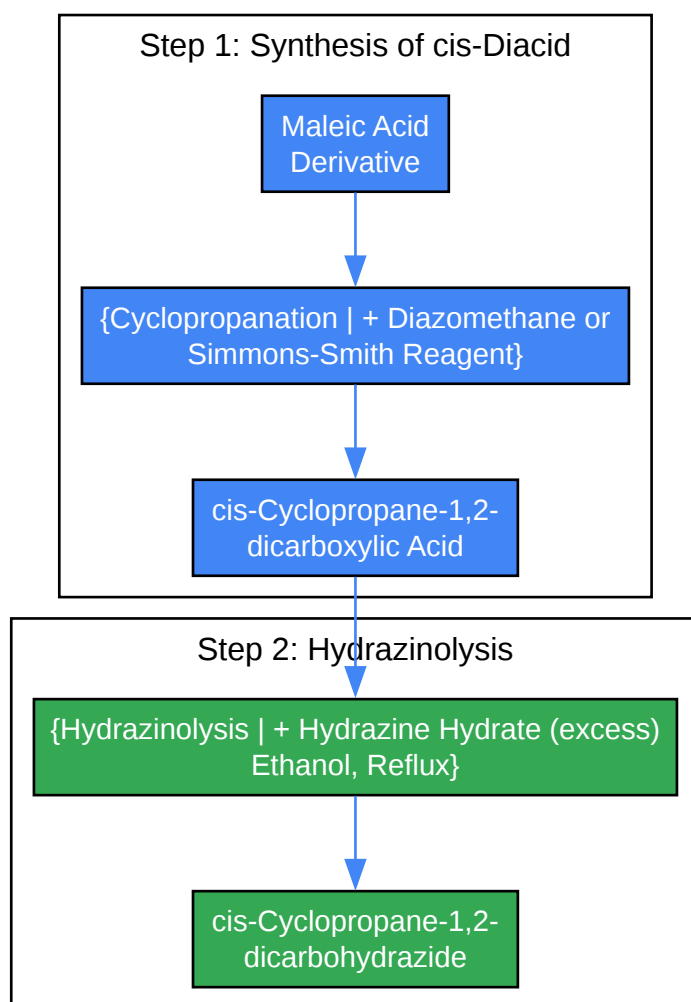 Step 1: Synthesis of cis-Diacid
Maleic Acid
Derivative
{Cyclopropanation | + Diazomethane or
Simmons-Smith Reagent}
cis-Cyclopropane-1,2-
dicarboxylic Acid
Step 2: Hydrazinolysis
{Hydrazinolysis | + Hydrazine Hydrate (excess)
Ethanol, Reflux}
cis-Cyclopropane-1,2-
dicarbohydrazide